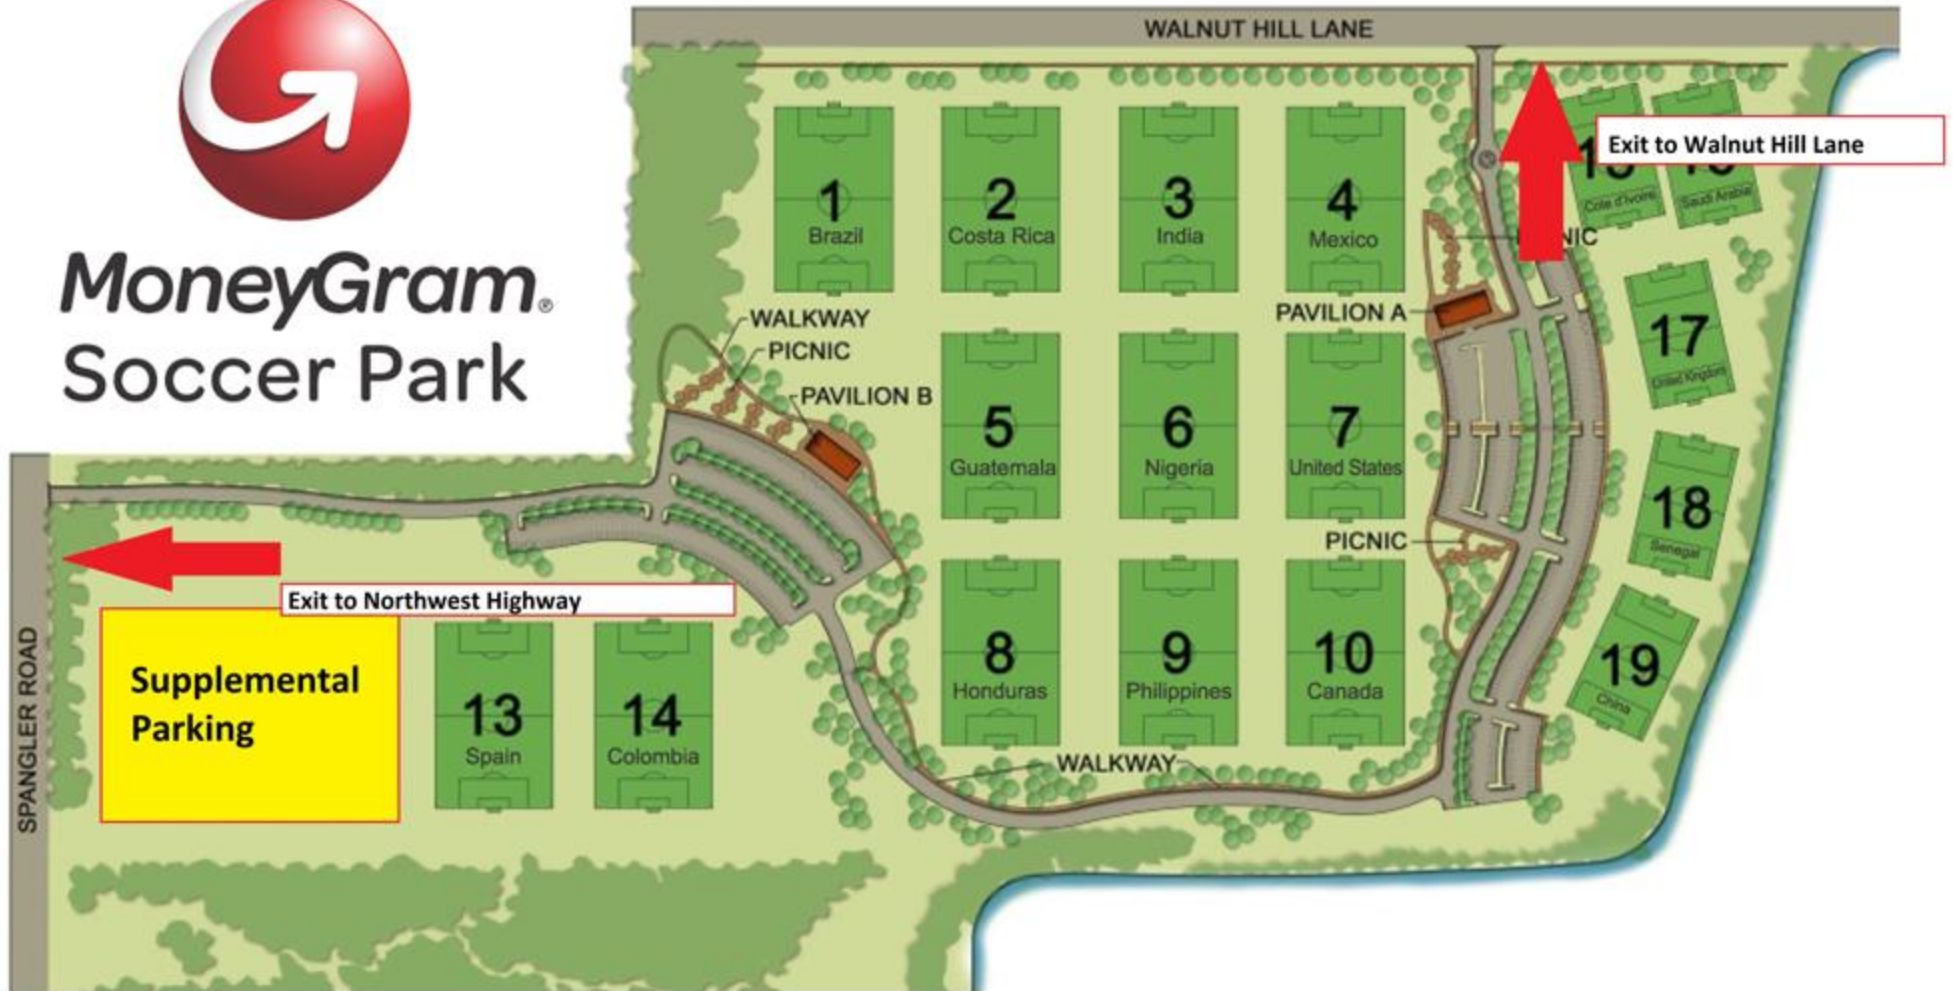 WALNUT HILL LANE
MoneyGram®
Soccer Park
Exit to Walnut Hill Lane
1
Brazil
2
Costa Rica
3
India
4
Mexico
Cote d'Ivoire
Saudi Arabia
PAVILION A
WALKWAY
PICNIC
PAVILION B
17
United Kingdom
5
Guatemala
6
Nigeria
7
United States
18
Senegal
PICNIC
Exit to Northwest Highway
SPANGLER ROAD
Supplemental
Parking
13
Spain
14
Colombia
8
Honduras
9
Philippines
10
Canada
19
China
WALKWAY